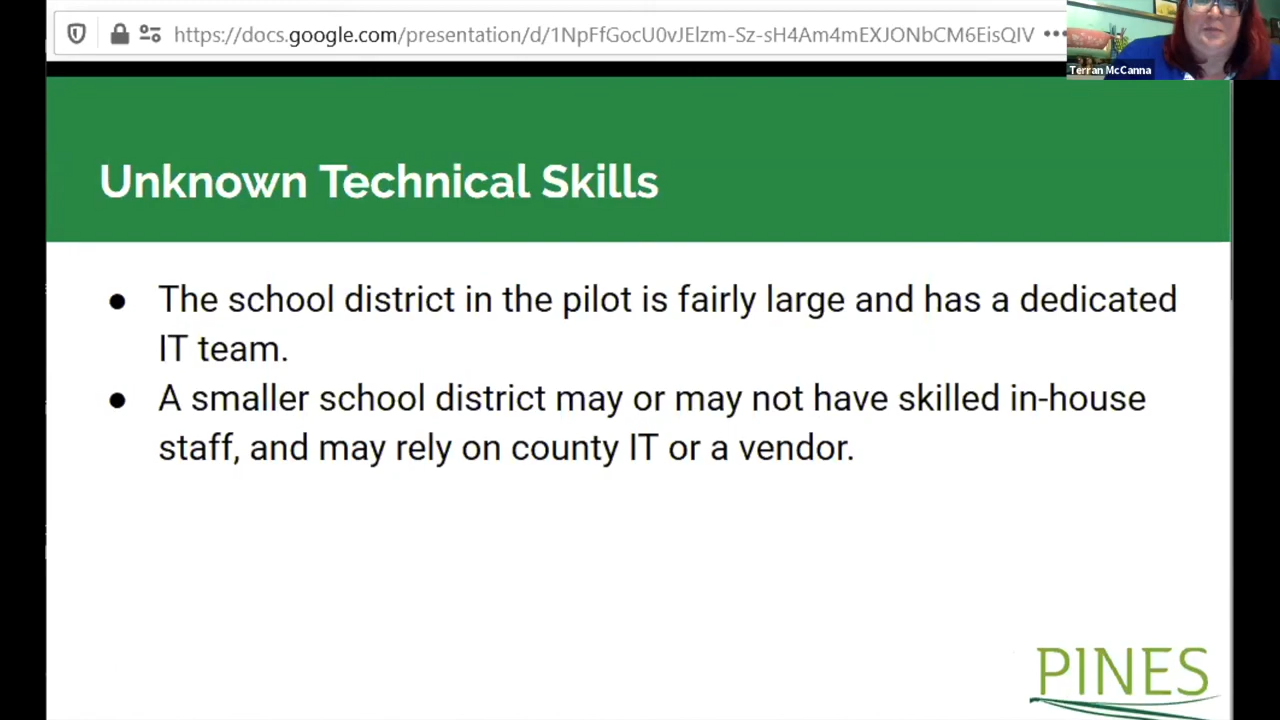 https://docs.google.com/presentation/d/1NpFfGocU0vJElzm-Sz-sH4Am4mEXJONbCM6EisQIV •••
Terran McCanna
Unknown Technical Skills
● The school district in the pilot is fairly large and has a dedicated
IT team.
● A smaller school district may or may not have skilled in-house
staff, and may rely on county IT or a vendor.
PINES